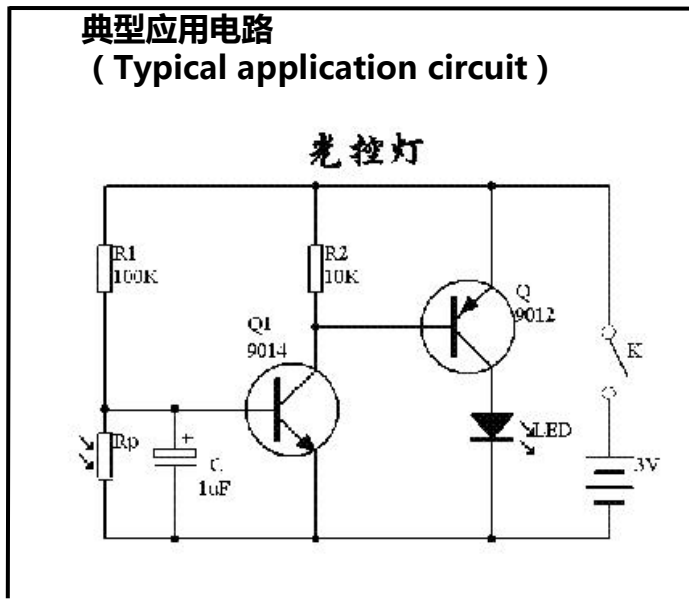 典型应用电路
( Typical application circuit )
光控灯
R1
100K
R2
10K
Q
9012
Q1
9014
K
Rp
+
C
1uF
LED
3V